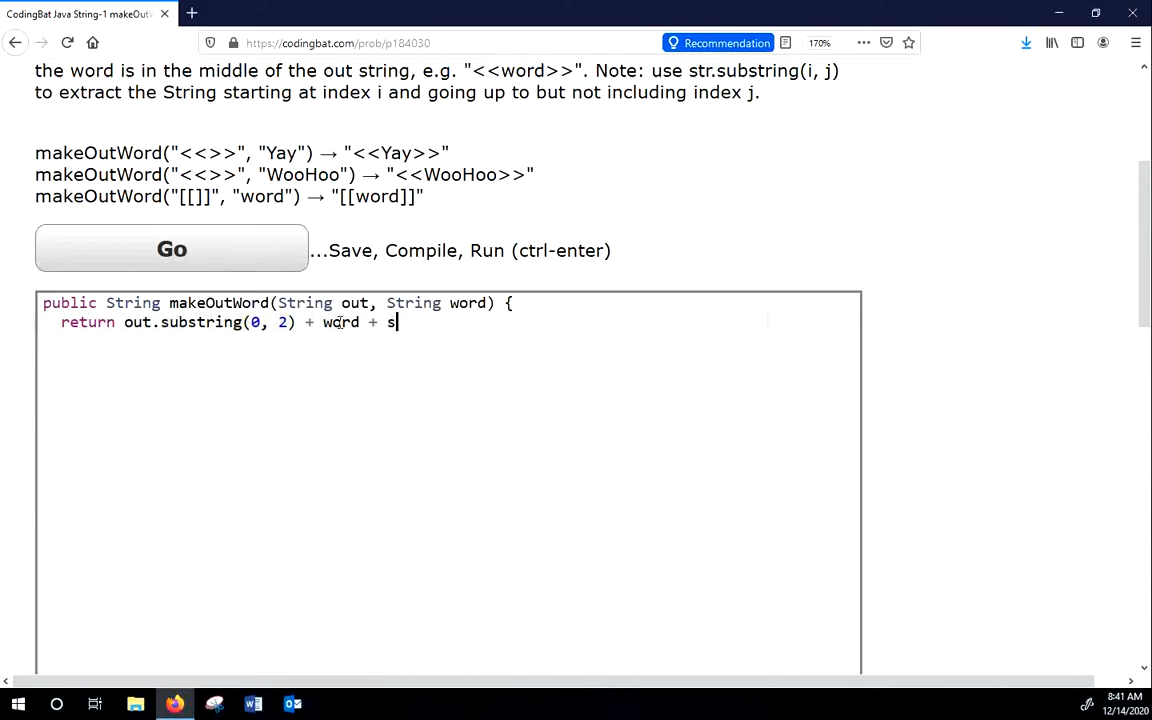 CodingBat Java String-1 makeOutW
https://codingbat.com/prob/p184030
Recommendation
170%
the word is in the middle of the out string, e.g. "<<word>>". Note: use str.substring(i, j)
to extract the String starting at index i and going up to but not including index j.
makeOutWord("<<>>", "Yay") → "<<Yay>>"
makeOutWord("<<>>", "WooHoo") → "<<WooHoo>>"
makeOutWord("[[]]", "word") → "[[word]]"
Go
...Save, Compile, Run (ctrl-enter)
public String makeOutWord(String out, String word) {
return out.substring(0, 2) + word + s
8:41 AM
12/14/2020